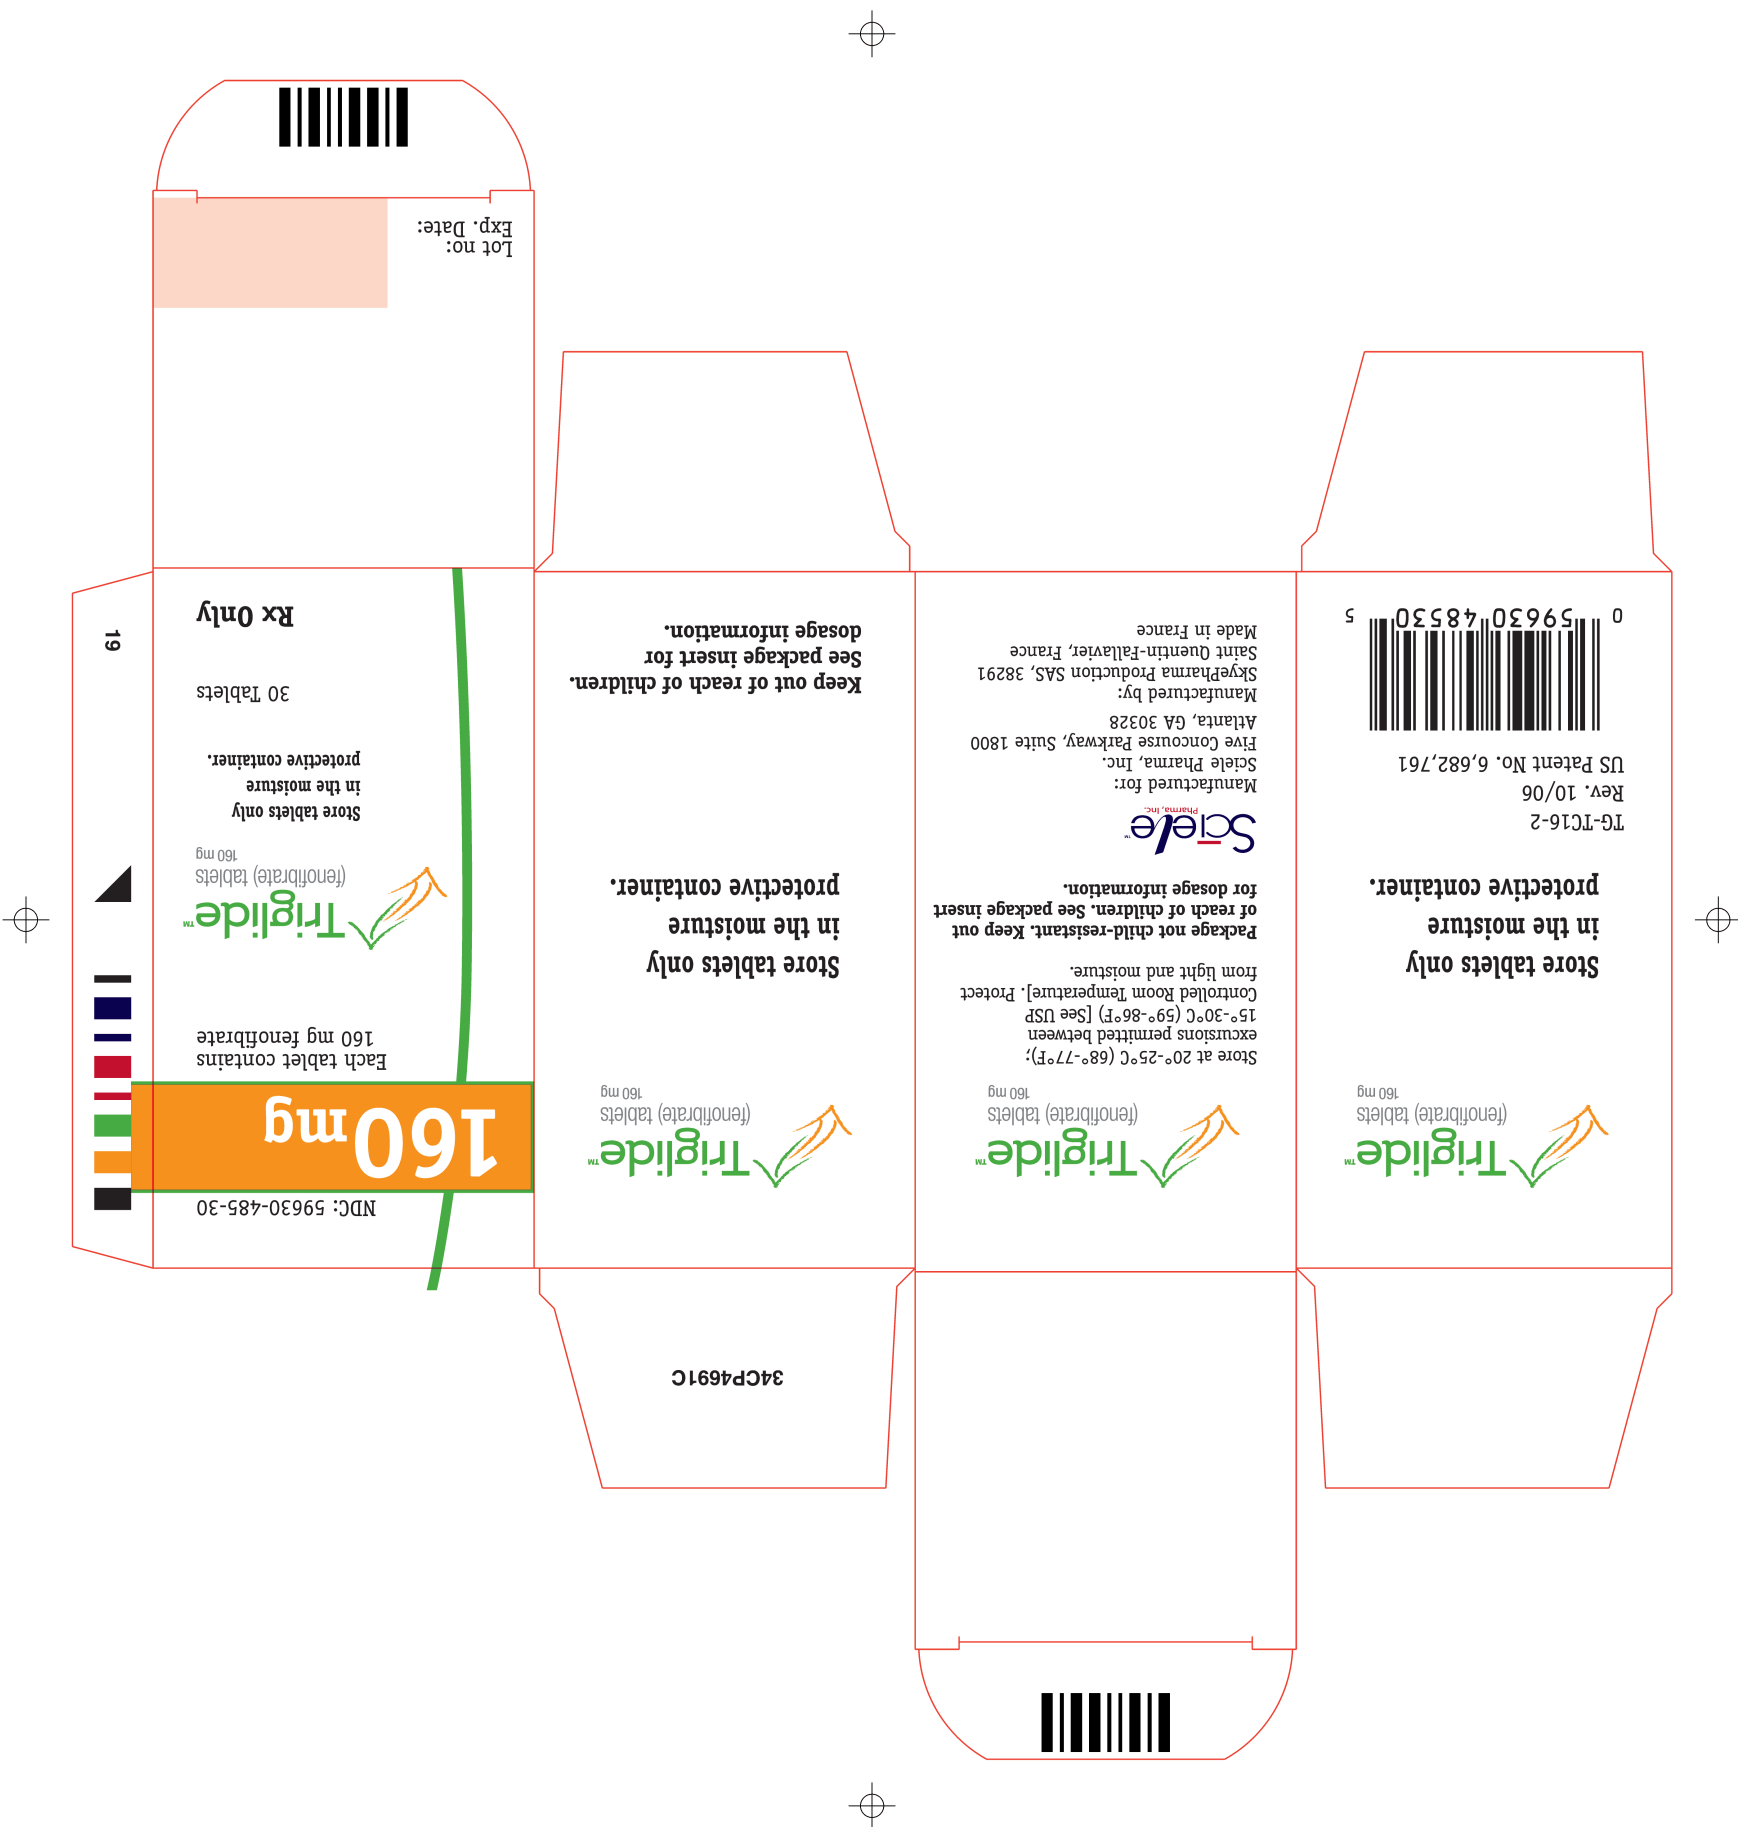 34CP4691C
Triglide™
(fenofibrate) tablets
160 mg
Store tablets only
in the moisture
protective container.
TG-TC16-2
Rev. 10/06
US Patent No. 6,682,761
0 59630 48530 5
Triglide™
(fenofibrate) tablets
160 mg
Store at 20°-25°C (68°-77°F);
excursions permitted between
15°-30°C (59°-86°F) [See USP
Controlled Room Temperature]. Protect
from light and moisture.
Package not child-resistant. Keep out
of reach of children. See package insert
for dosage information.
Sciele™
Pharma, Inc.
Manufactured for:
Sciele Pharma, Inc.
Five Concourse Parkway, Suite 1800
Atlanta, GA 30328
Manufactured by:
SkyePharma Production SAS, 38291
Saint Quentin-Fallavier, France
Made in France
Triglide™
(fenofibrate) tablets
160 mg
Store tablets only
in the moisture
protective container.
Keep out of reach of children.
See package insert for
dosage information.
NDC: 59630-485-30
160 mg
Each tablet contains
160 mg fenofibrate
Triglide™
(fenofibrate) tablets
160 mg
Store tablets only
in the moisture
protective container.
30 Tablets
Rx Only
19
Lot no:
Exp. Date: